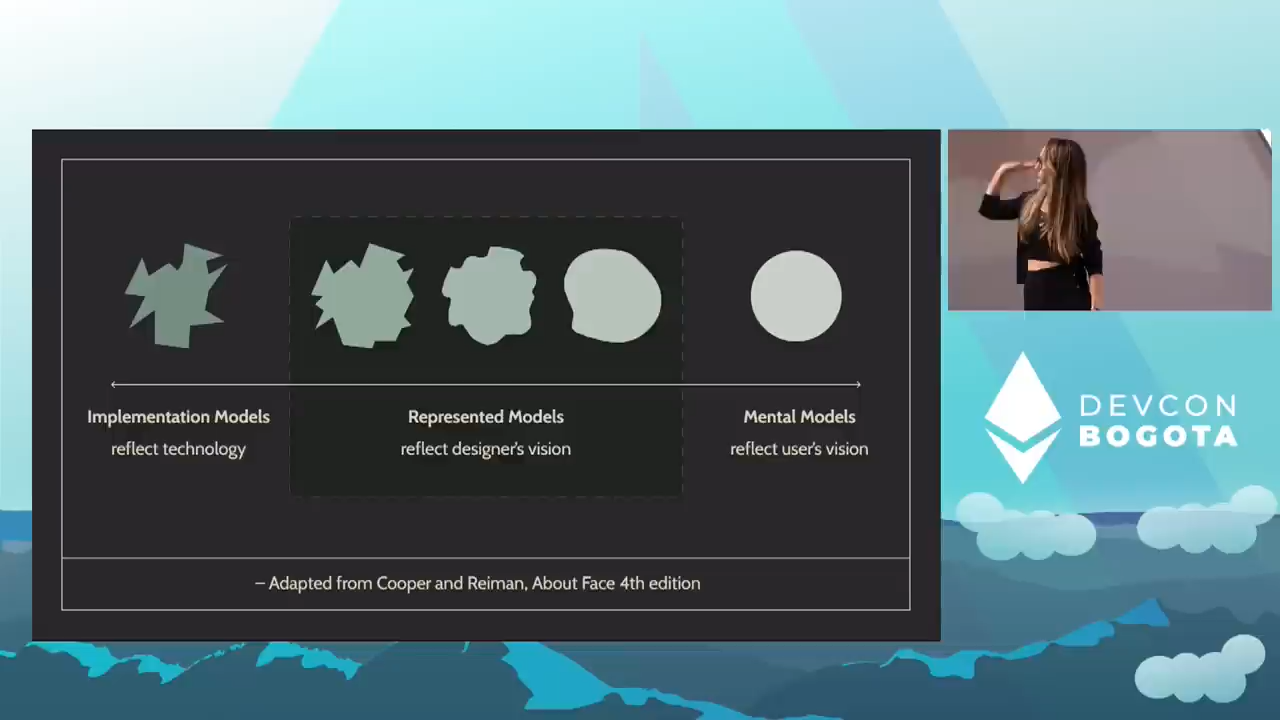 Implementation Models
reflect technology
Represented Models
reflect designer's vision
Mental Models
reflect user's vision
– Adapted from Cooper and Reiman, About Face 4th edition
DEVCON
BOGOTA